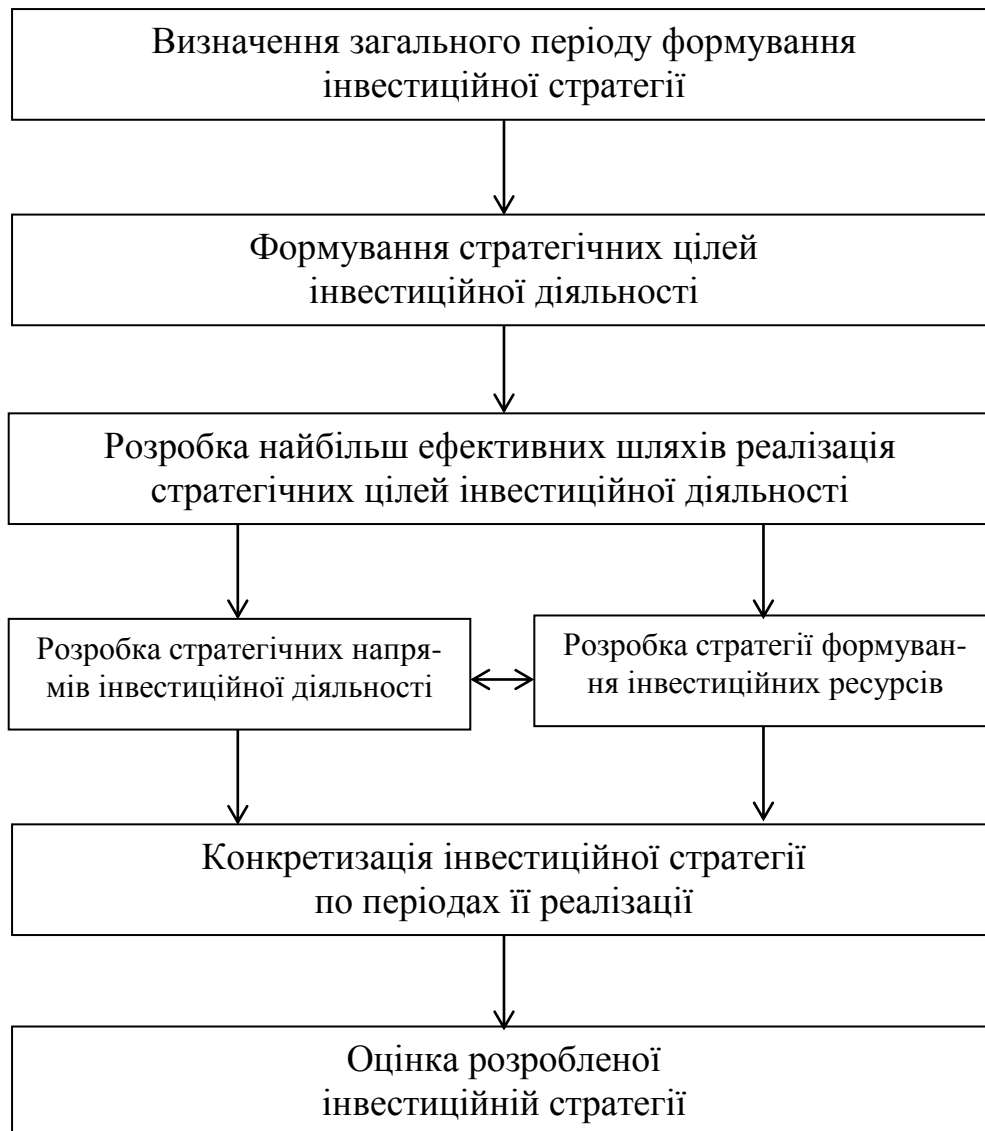 Визначення загального періоду формування
інвестиційної стратегії
Формування стратегічних цілей
інвестиційної діяльності
Розробка найбільш ефективних шляхів реалізація
стратегічних цілей інвестиційної діяльності
Розробка стратегічних напря-
мів інвестиційної діяльності
Розробка стратегії формуван-
ня інвестиційних ресурсів
Конкретизація інвестиційної стратегії
по періодах її реалізації
Оцінка розробленої
інвестиційній стратегії